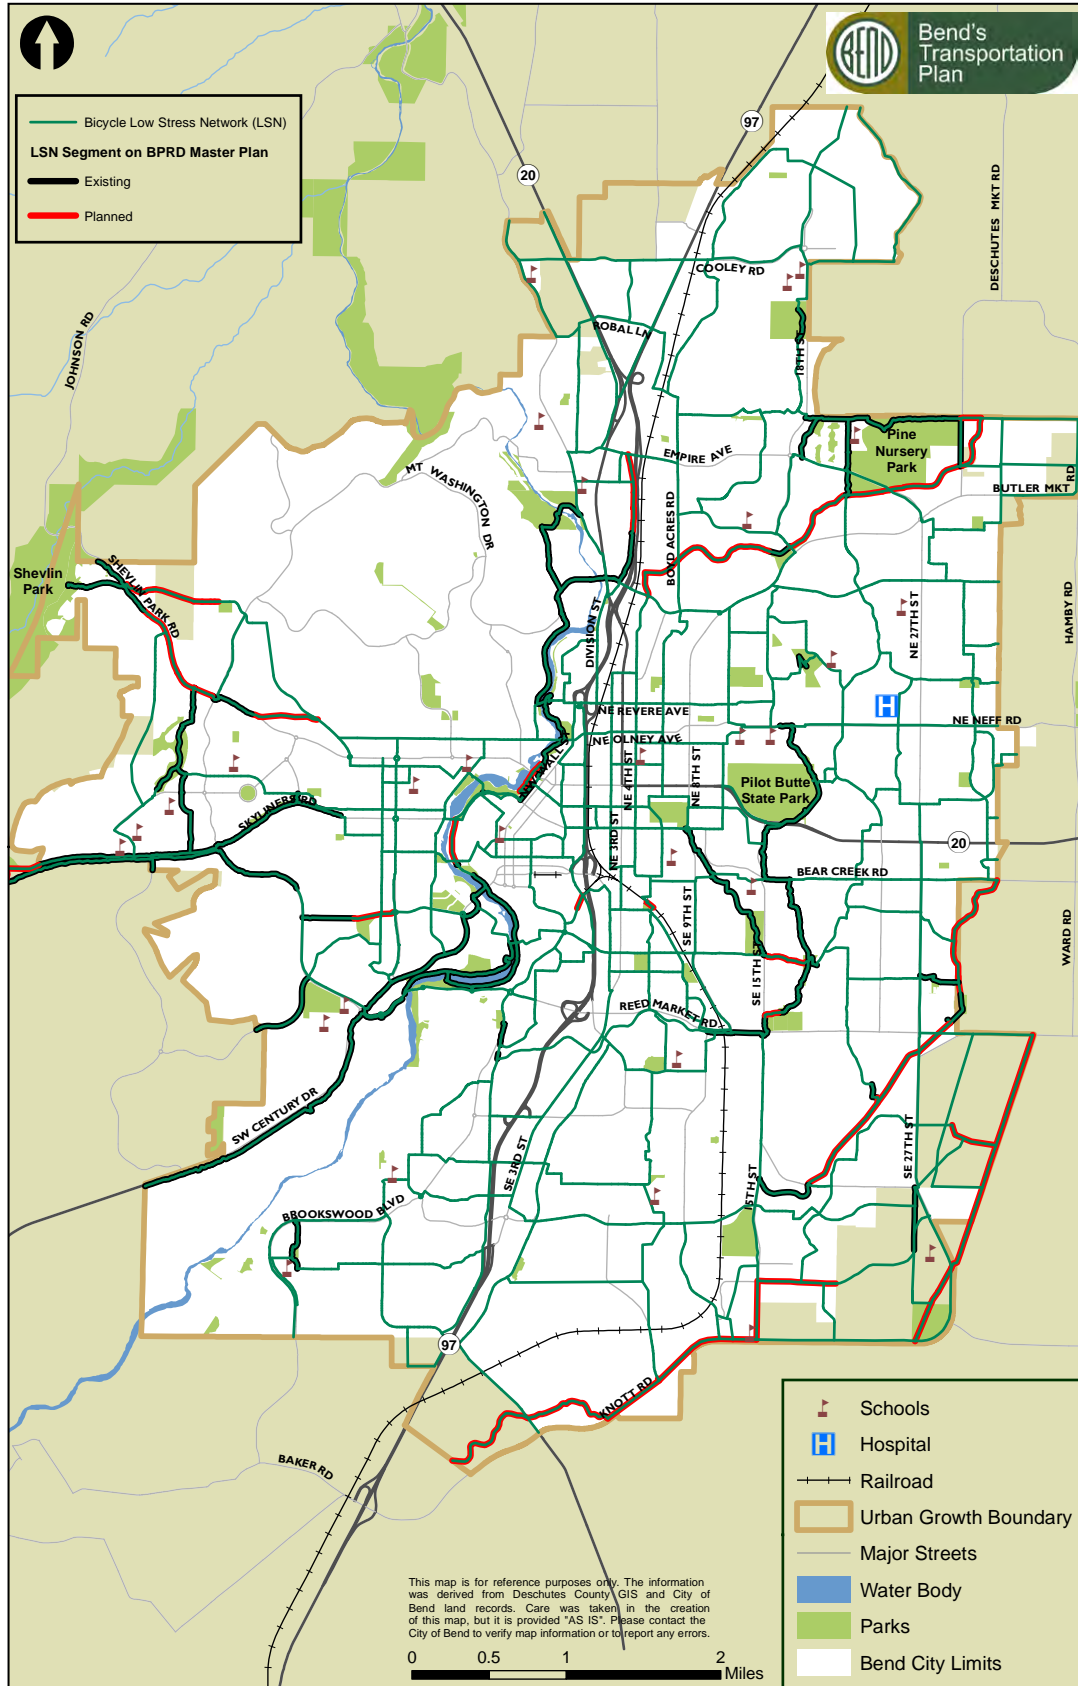 BEND
Bend's
Transportation
Plan
Bicycle Low Stress Network (LSN)
LSN Segment on BPRD Master Plan
Existing
Planned
97
20
DESCHUTES MKT RD
COOLEY RD
ROBAL LN
18TH ST
JOHNSON RD
EMPIRE AVE
Pine
Nursery
Park
MT WASHINGTON DR
BUTLER MKT RD
BOYD ACRES RD
Shevlin
Park
SHEVLIN PARK RD
DIVISION ST
NE 27TH ST
HAMBY RD
H
NE REVERE AVE
NE NEFF RD
NE OLNEY AVE
NW WALL ST
NE 4TH ST
NE 8TH ST
Pilot Butte
State Park
SKYLINERS RD
NE 3RD ST
20
BEAR CREEK RD
SE 9TH ST
SE 15TH ST
WARD RD
REED MARKET RD
SW CENTURY DR
SE 3RD ST
SE 27TH ST
15TH ST
BROOKSWOOD BLVD
97
KNOTT RD
BAKER RD
Schools
H
Hospital
Railroad
Urban Growth Boundary
Major Streets
Water Body
Parks
Bend City Limits
This map is for reference purposes only. The information
was derived from Deschutes County GIS and City of
Bend land records. Care was taken in the creation
of this map, but it is provided "AS IS". Please contact the
City of Bend to verify map information or to report any errors.
0 0.5 1 2
Miles